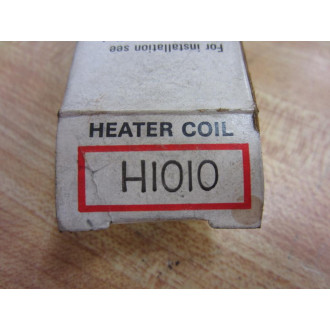 For installation see
HEATER COIL
H1010